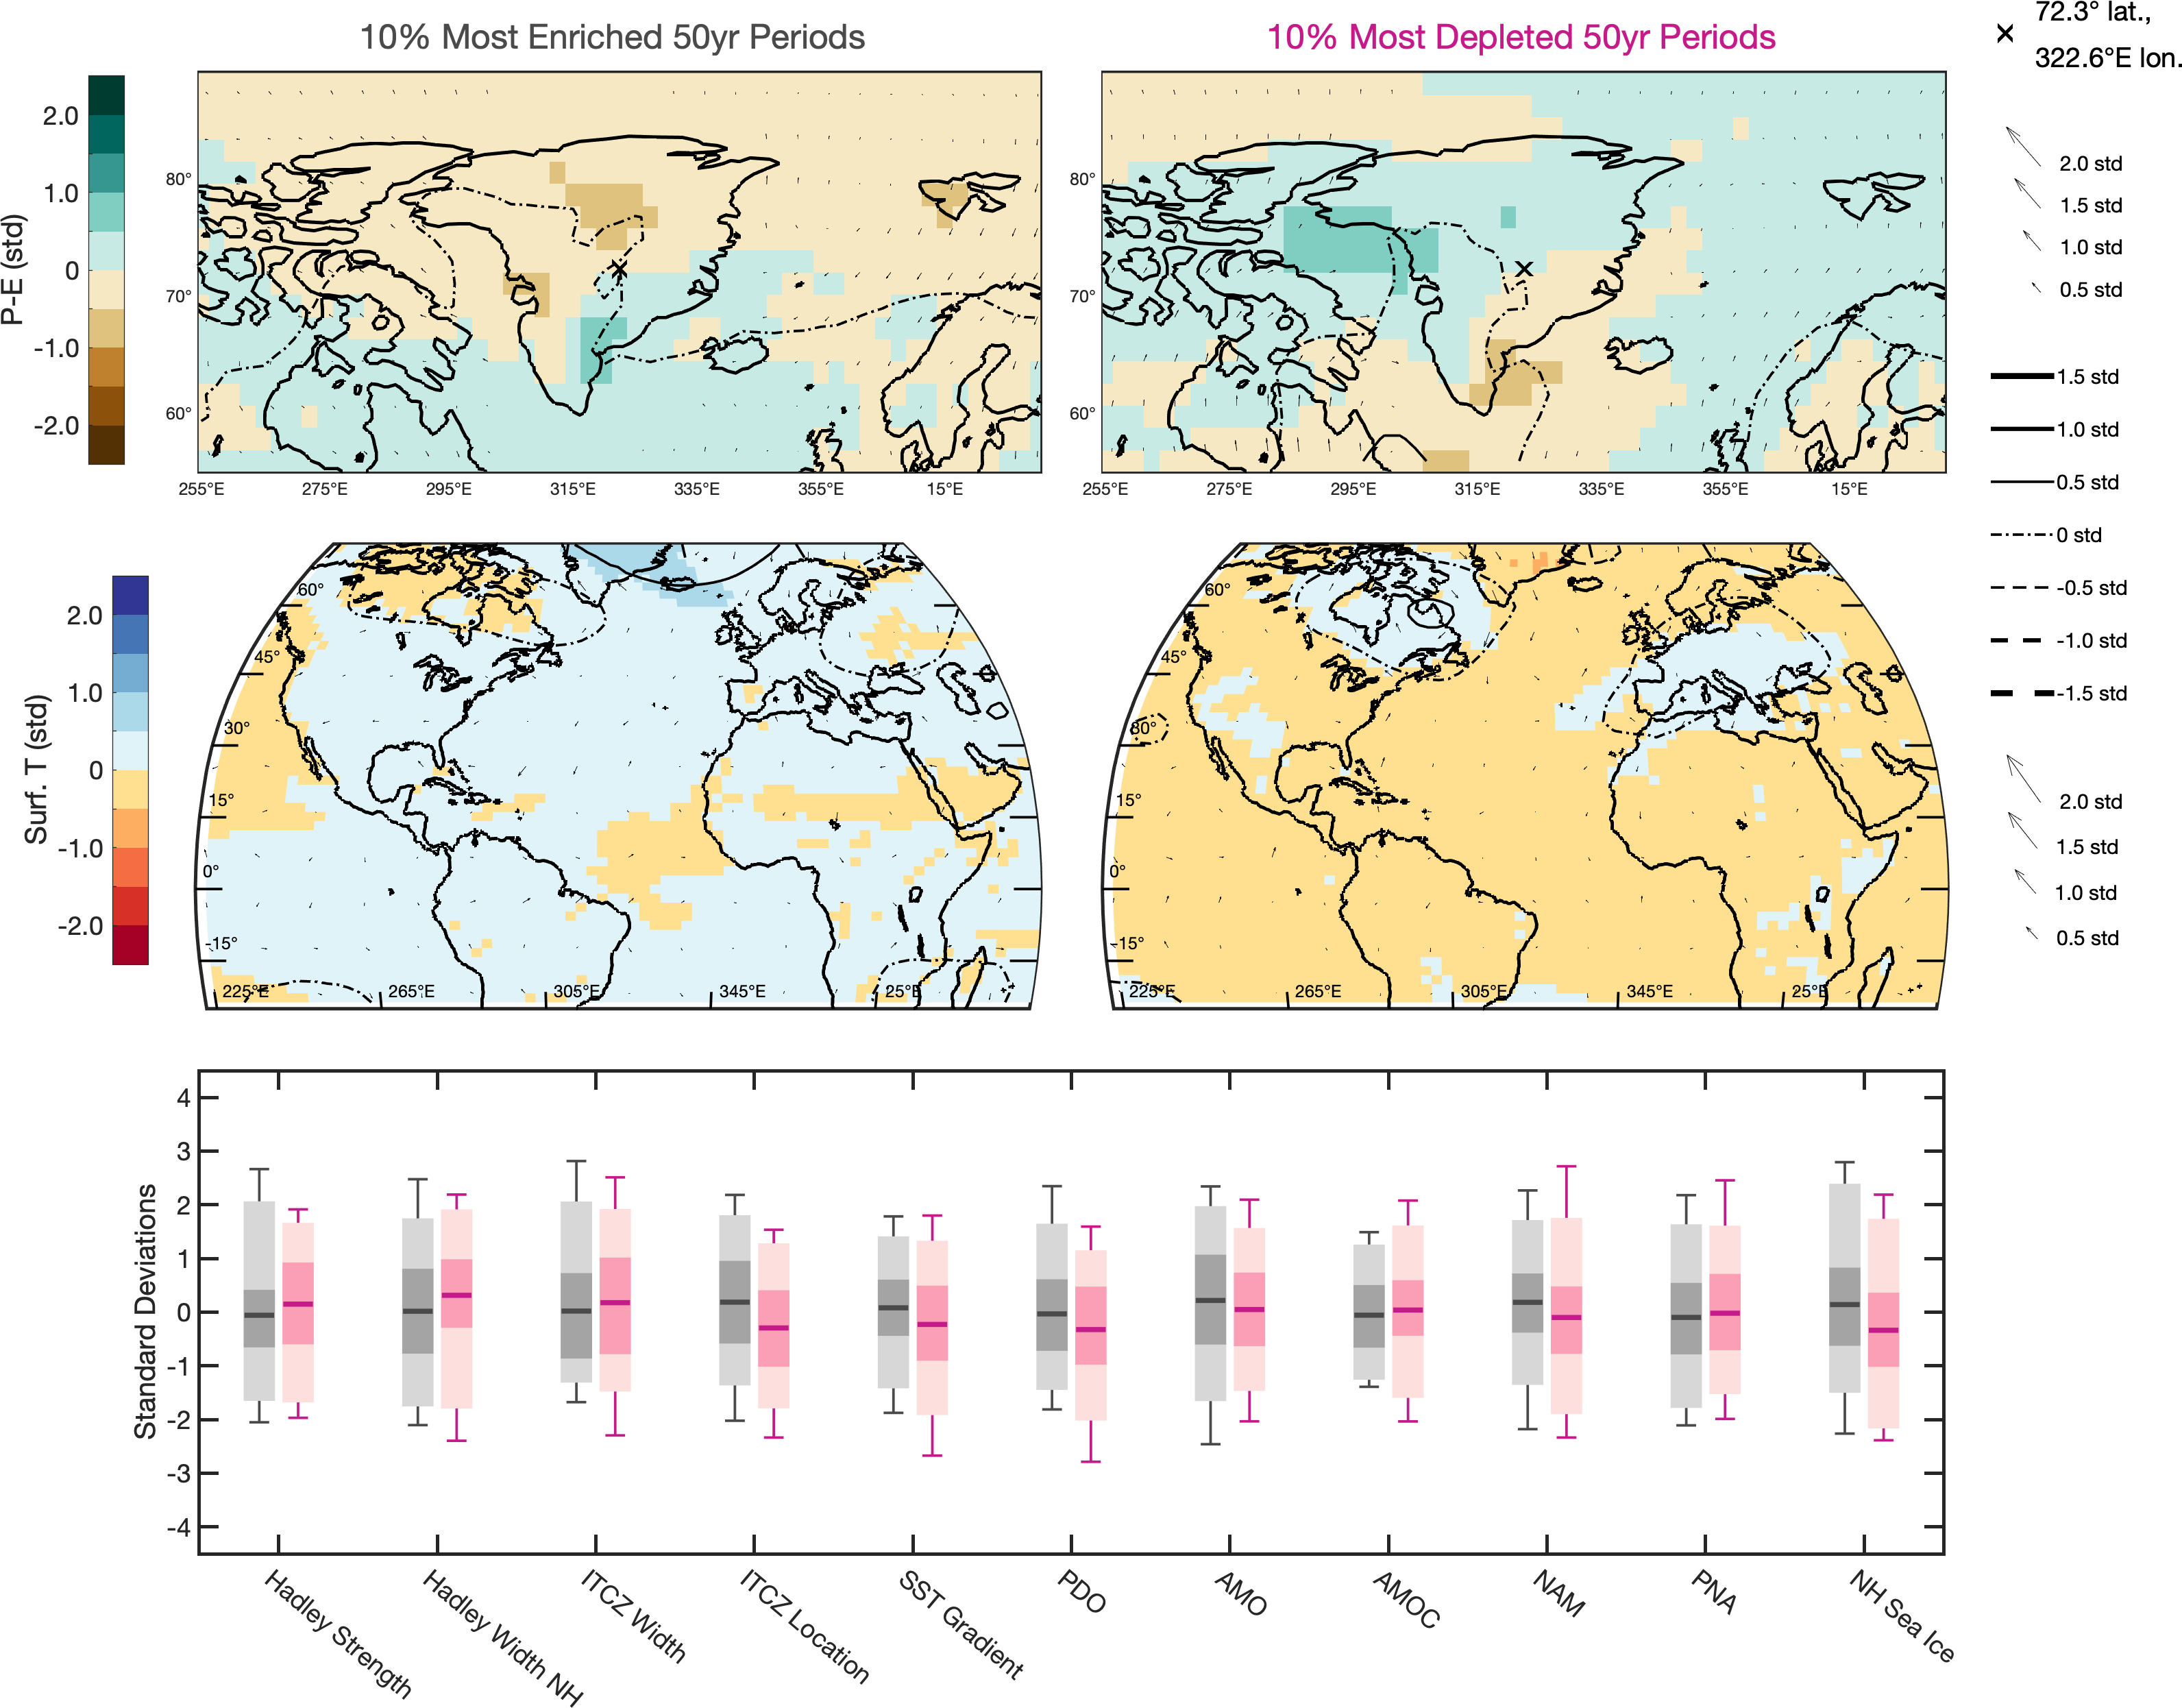 10% Most Enriched 50yr Periods
10% Most Depleted 50yr Periods
72.3° lat.,
322.6°E lon.
P-E (std)
2.0
1.0
0
-1.0
-2.0
80°
70°
60°
255°E 275°E 295°E 315°E 335°E 355°E 15°E
80°
70°
60°
255°E 275°E 295°E 315°E 335°E 355°E 15°E
2.0 std
1.5 std
1.0 std
0.5 std
1.5 std
1.0 std
0.5 std
0 std
-0.5 std
-1.0 std
-1.5 std
Surf. T (std)
2.0
1.0
0
-1.0
-2.0
60°
45°
30°
15°
0°
-15°
225°E 265°E 305°E 345°E 25°E
60°
45°
30°
15°
0°
-15°
225°E 265°E 305°E 345°E 25°E
2.0 std
1.5 std
1.0 std
0.5 std
Standard Deviations
4
3
2
1
0
-1
-2
-3
-4
Hadley Strength
Hadley Width NH
ITCZ Width
ITCZ Location
SST Gradient
PDO
AMO
AMOC
NAM
PNA
NH Sea Ice